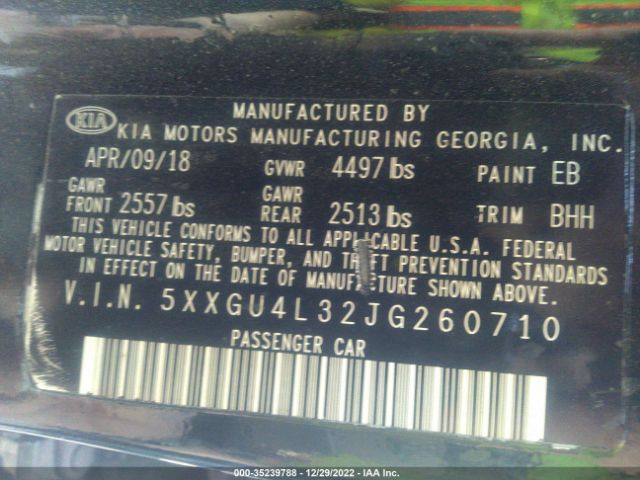 MANUFACTURED BY
KIA KIA MOTORS MANUFACTURING GEORGIA, INC.
APR/09/18 GVWR 4497 lbs PAINT EB
GAWR FRONT 2557 lbs GAWR REAR 2513 lbs TRIM BHH
THIS VEHICLE CONFORMS TO ALL APPLICABLE U.S.A. FEDERAL
MOTOR VEHICLE SAFETY, BUMPER, AND THEFT PREVENTION STANDARDS
IN EFFECT ON THE DATE OF MANUFACTURE SHOWN ABOVE.
V.I.N. 5XXGU4L32JG260710
PASSENGER CAR
000-35239788 - 12/29/2022 - IAA Inc.